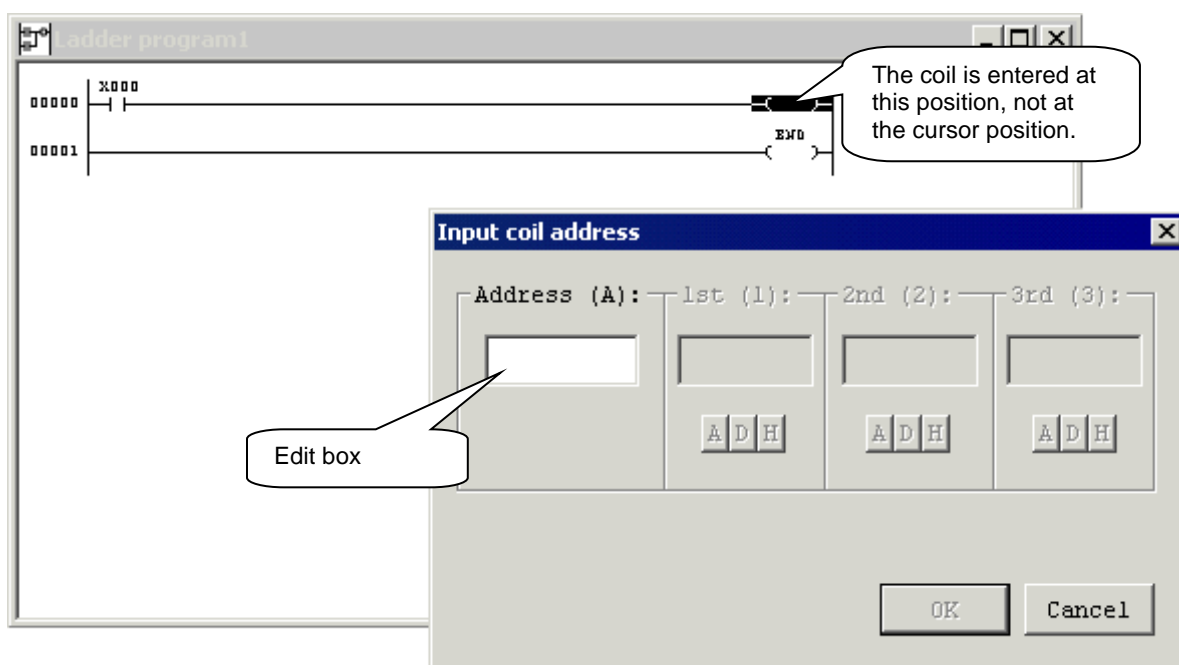 Ladder program1
The coil is entered at
this position, not at
the cursor position.
X000
00000
END
00001
Input coil address
Address (A): 1st (1): 2nd (2): 3rd (3):
A D H A D H A D H
Edit box
OK Cancel